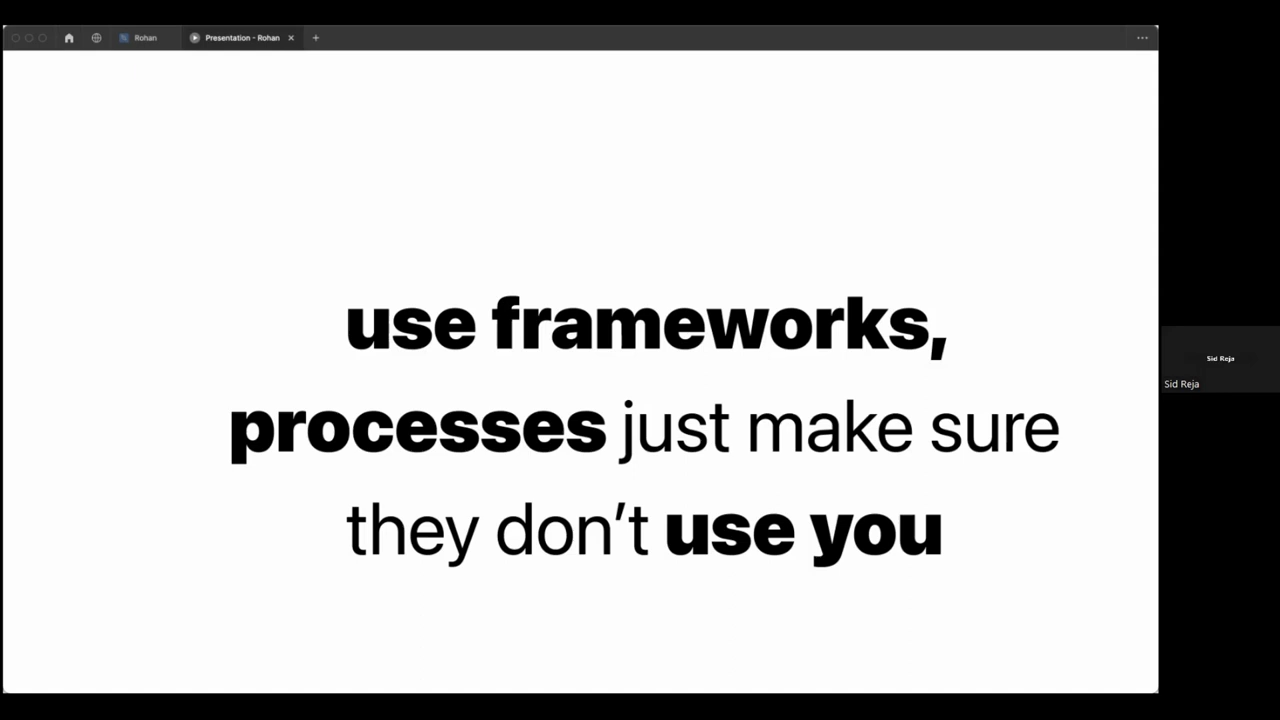 Rohan
Presentation - Rohan
use frameworks,
processes just make sure
they don’t use you
Sid Reja
Sid Reja